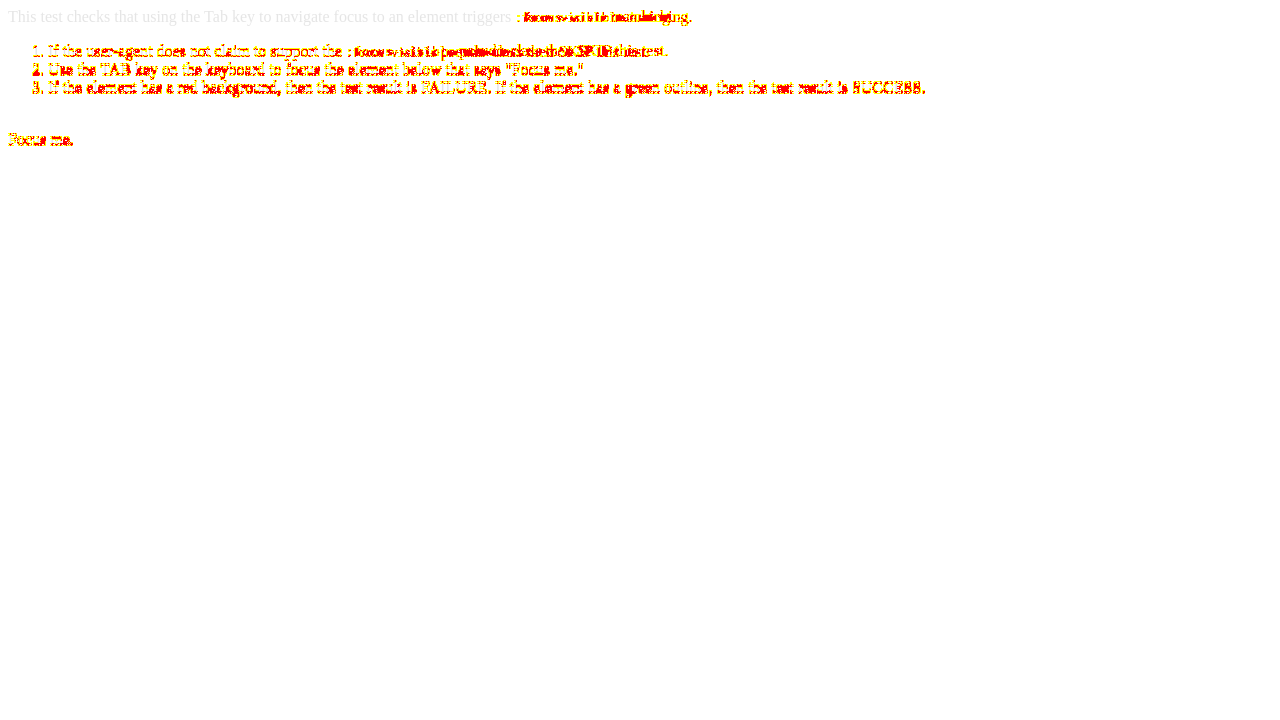 This test checks that using the Tab key to navigate focus to an element triggers :focus-visible matching.
1. If the user-agent does not claim to support the :focus-visible pseudo-class then SKIP this test.
2. Use the TAB key on the keyboard to focus the element below that says "Focus me."
3. If the element has a red background, then the test result is FAILURE. If the element has a green outline, then the test result is SUCCESS.
Focus me.